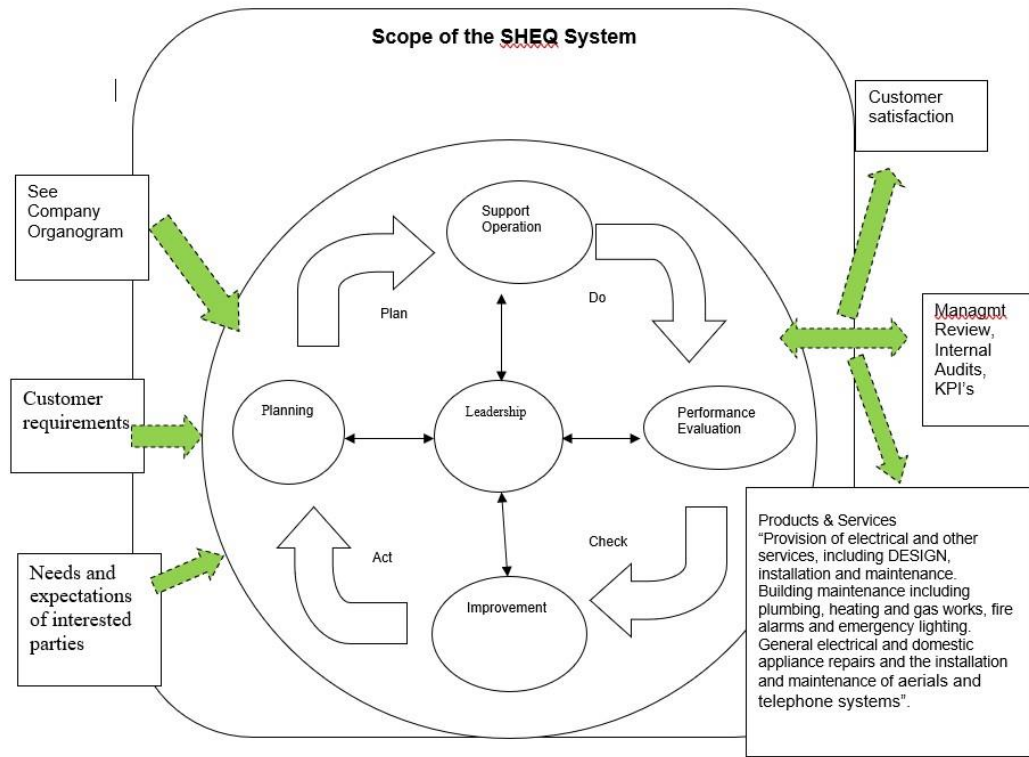 Scope of the SHEQ System
Customer
satisfaction
See
Company
Organogram
Support
Operation
Plan
Do
Managmt
Review,
Internal
Audits,
KPI's
Customer
requirements
Planning
Leadership
Performance
Evaluation
Needs and
expectations
of interested
parties
Act
Check
Improvement
Products & Services
“Provision of electrical and other
services, including DESIGN,
installation and maintenance.
Building maintenance including
plumbing, heating and gas works, fire
alarms and emergency lighting.
General electrical and domestic
appliance repairs and the installation
and maintenance of aerials and
telephone systems”.